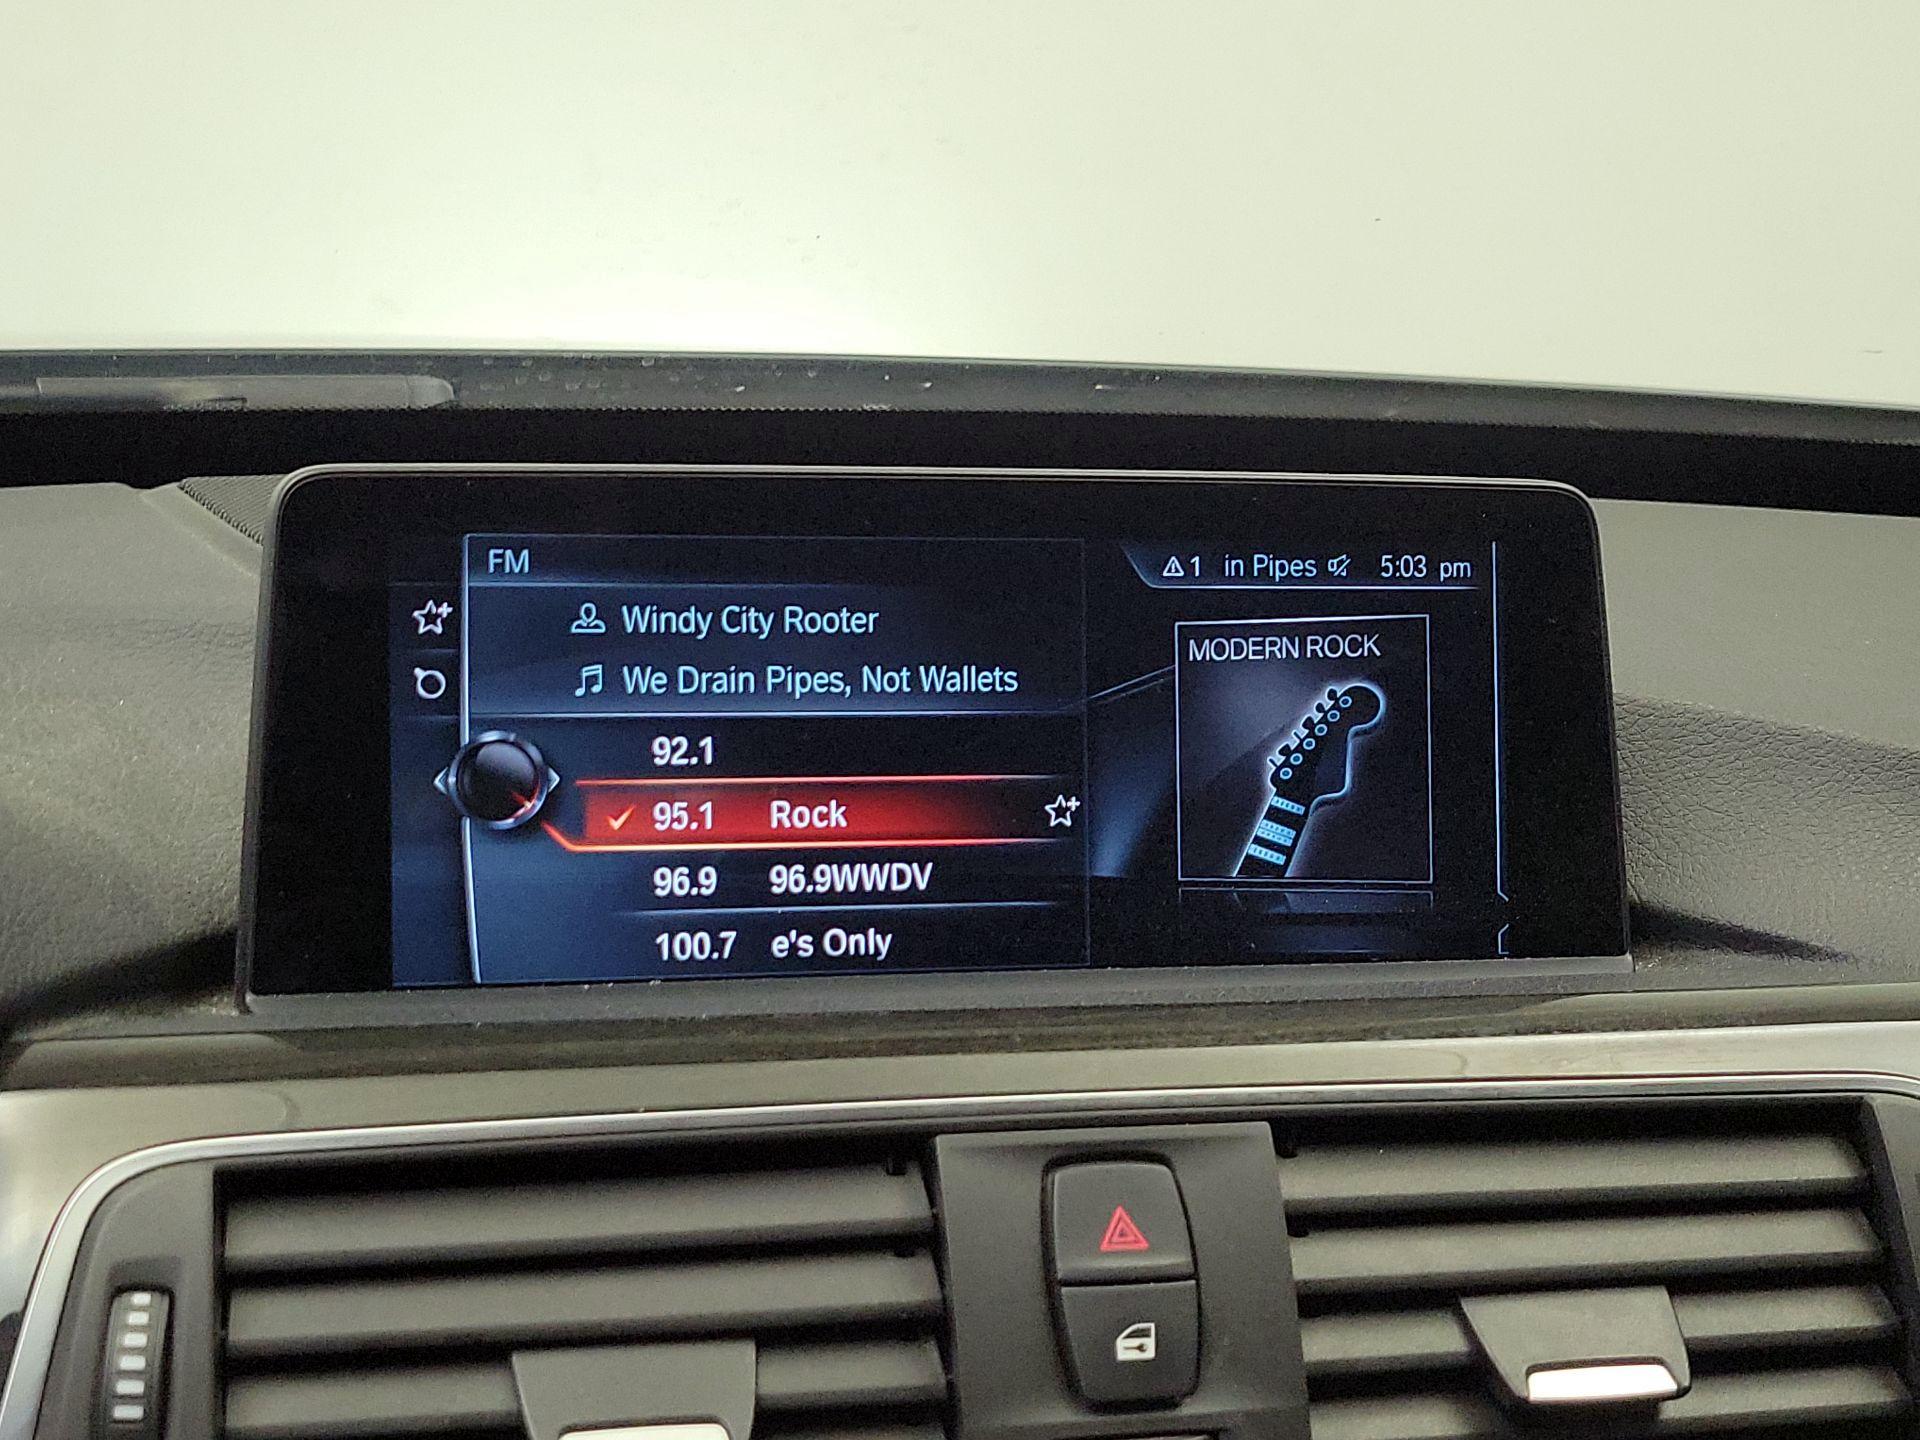 FM
1 in Pipes 5:03 pm
Windy City Rooter
We Drain Pipes, Not Wallets
MODERN ROCK
92.1
95.1 Rock
96.9 96.9WWDV
100.7 e's Only